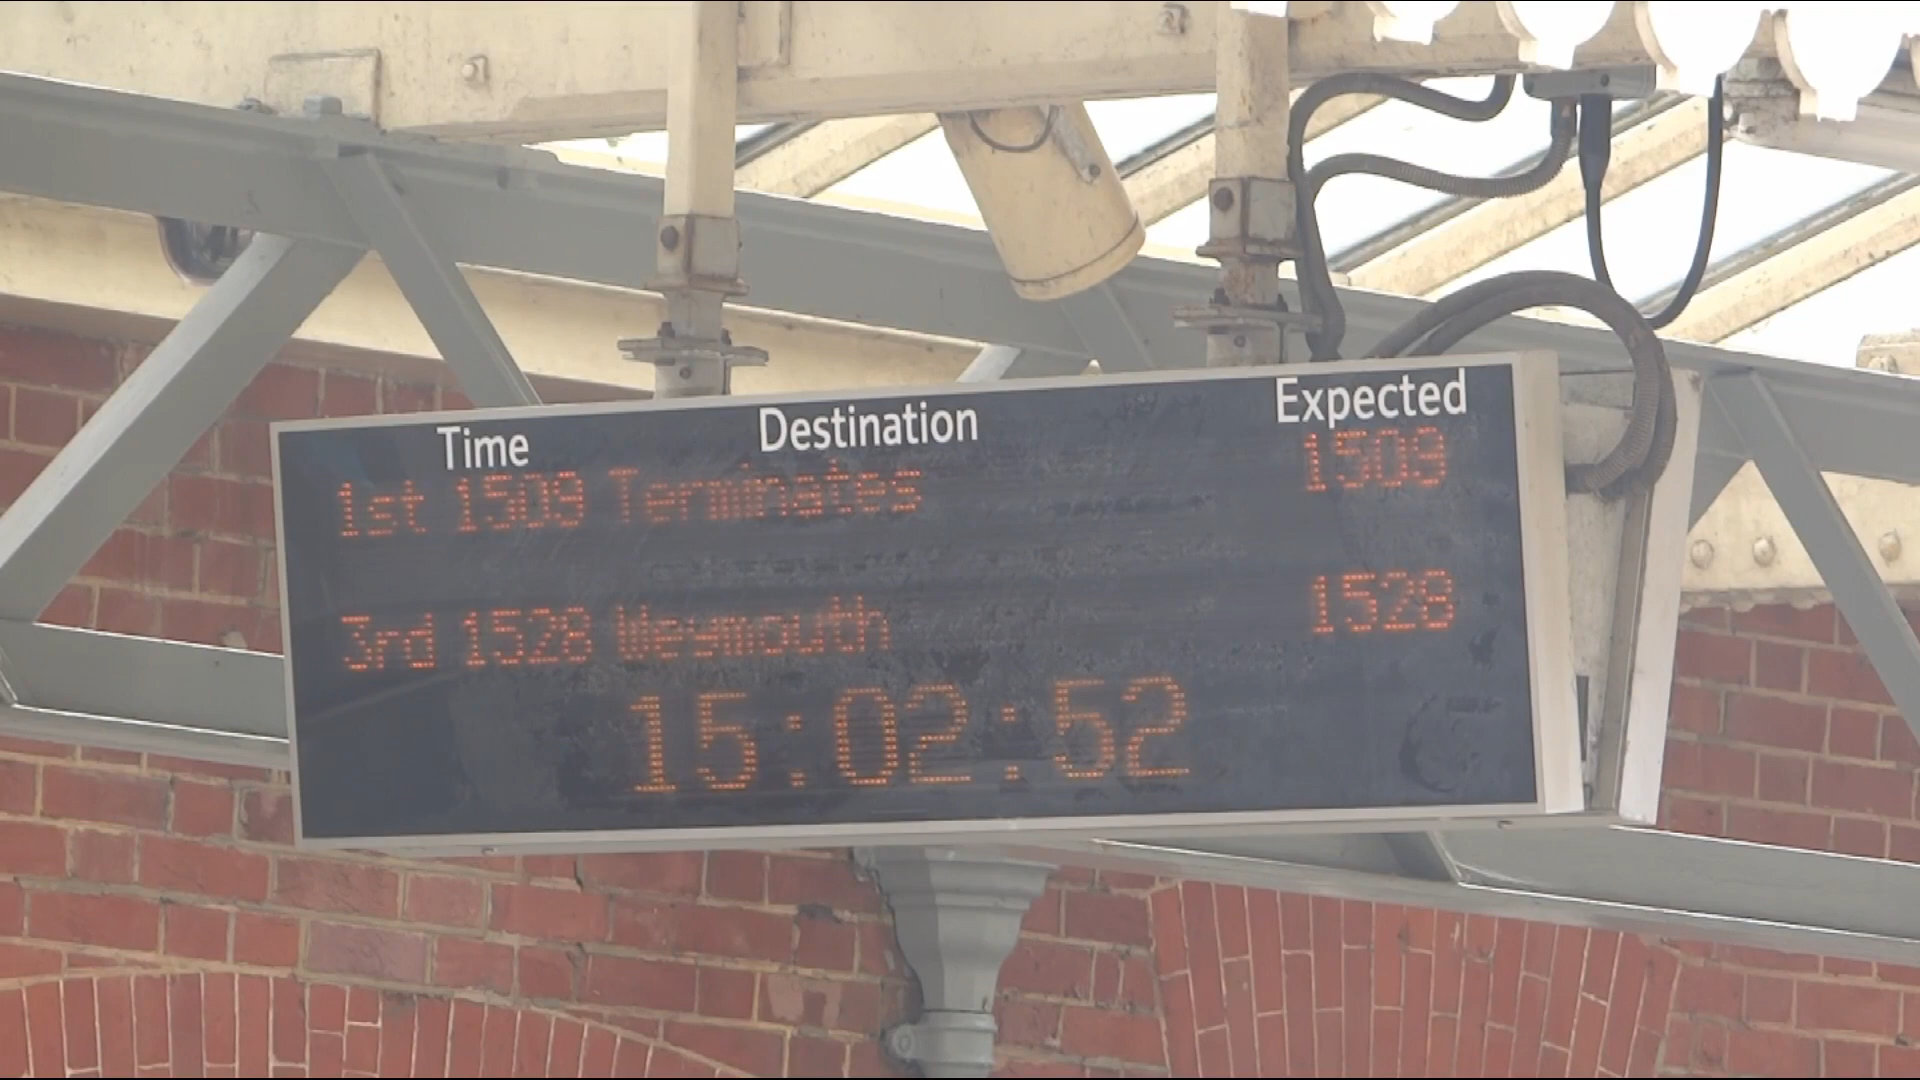 Time Destination Expected
1st 1509 Terminates 1509
3rd 1528 Weymouth 1528
15:02:52